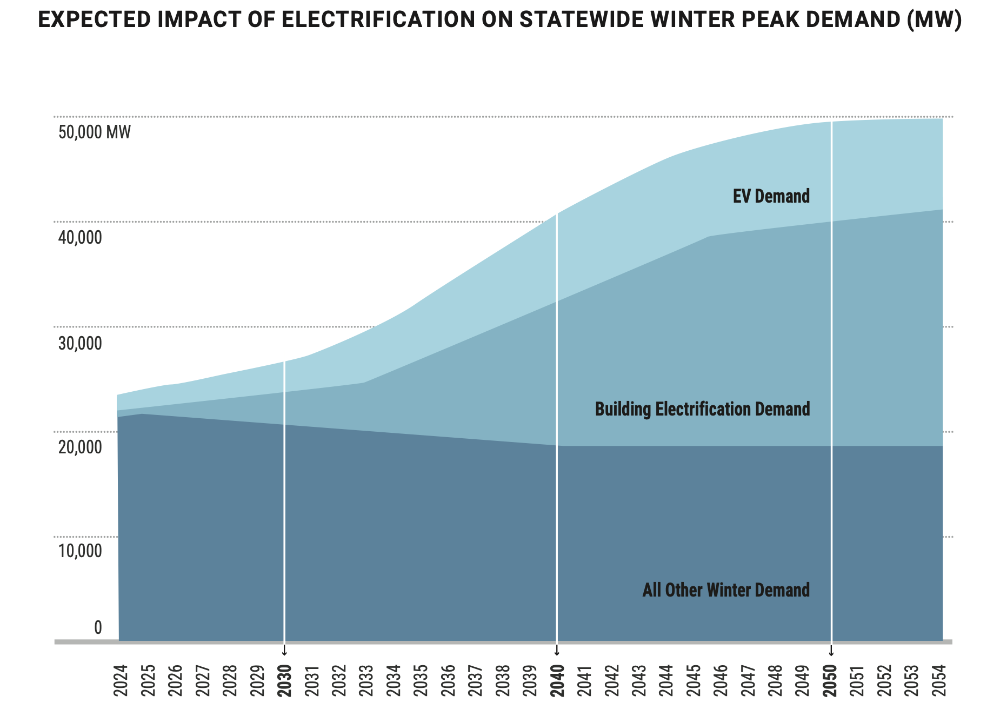 EXPECTED IMPACT OF ELECTRIFICATION ON STATEWIDE WINTER PEAK DEMAND (MW)
50,000 MW
EV Demand
40,000
30,000
Building Electrification Demand
20,000
10,000
All Other Winter Demand
0
2024 2025 2026 2027 2028 2029 2030 2031 2032 2033 2034 2035 2036 2037 2038 2039 2040 2041 2042 2043 2044 2045 2046 2047 2048 2049 2050 2051 2052 2053 2054